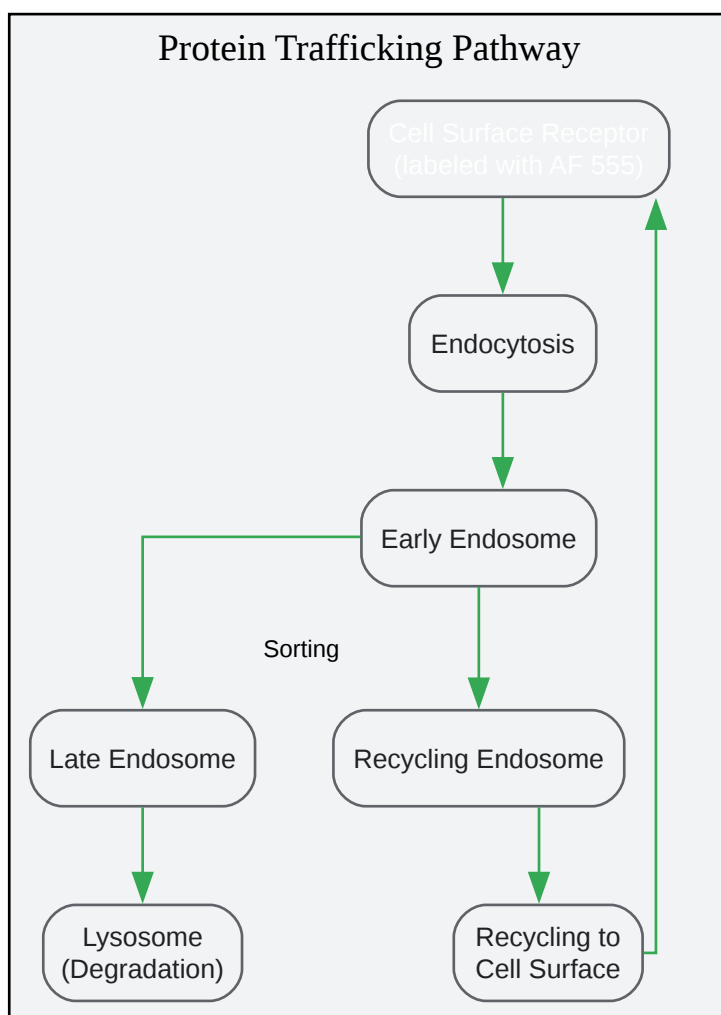 Protein Trafficking Pathway
Cell Surface Receptor
(labeled with AF 555)
Endocytosis
Early Endosome
Sorting
Late Endosome
Recycling Endosome
Lysosome
(Degradation)
Recycling to
Cell Surface